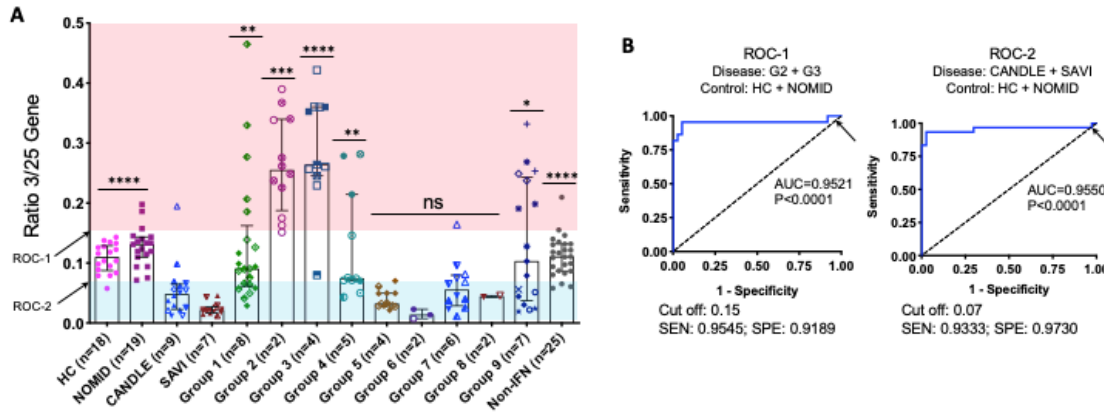 A
Ratio 3/25 Gene
0.5
0.4
0.3
0.2
0.1
0.0
ROC-1
ROC-2
****
**
***
****
**
ns
*
****
HC (n=18)
NOMID (n=19)
CANDLE (n=9)
SAVI (n=7)
Group 1 (n=8)
Group 2 (n=2)
Group 3 (n=4)
Group 4 (n=5)
Group 5 (n=4)
Group 6 (n=2)
Group 7 (n=6)
Group 8 (n=2)
Group 9 (n=7)
Non-IFN (n=25)
B
ROC-1
Disease: G2 + G3
Control: HC + NOMID
Sensitivity
1.00
0.75
0.50
0.25
0.00
AUC=0.9521
P<0.0001
0.00 0.25 0.50 0.75 1.00
1 - Specificity
Cut off: 0.15
SEN: 0.9545; SPE: 0.9189
ROC-2
Disease: CANDLE + SAVI
Control: HC + NOMID
Sensitivity
1.00
0.75
0.50
0.25
0.00
AUC=0.9550
P<0.0001
0.00 0.25 0.50 0.75 1.00
1 - Specificity
Cut off: 0.07
SEN: 0.9333; SPE: 0.9730